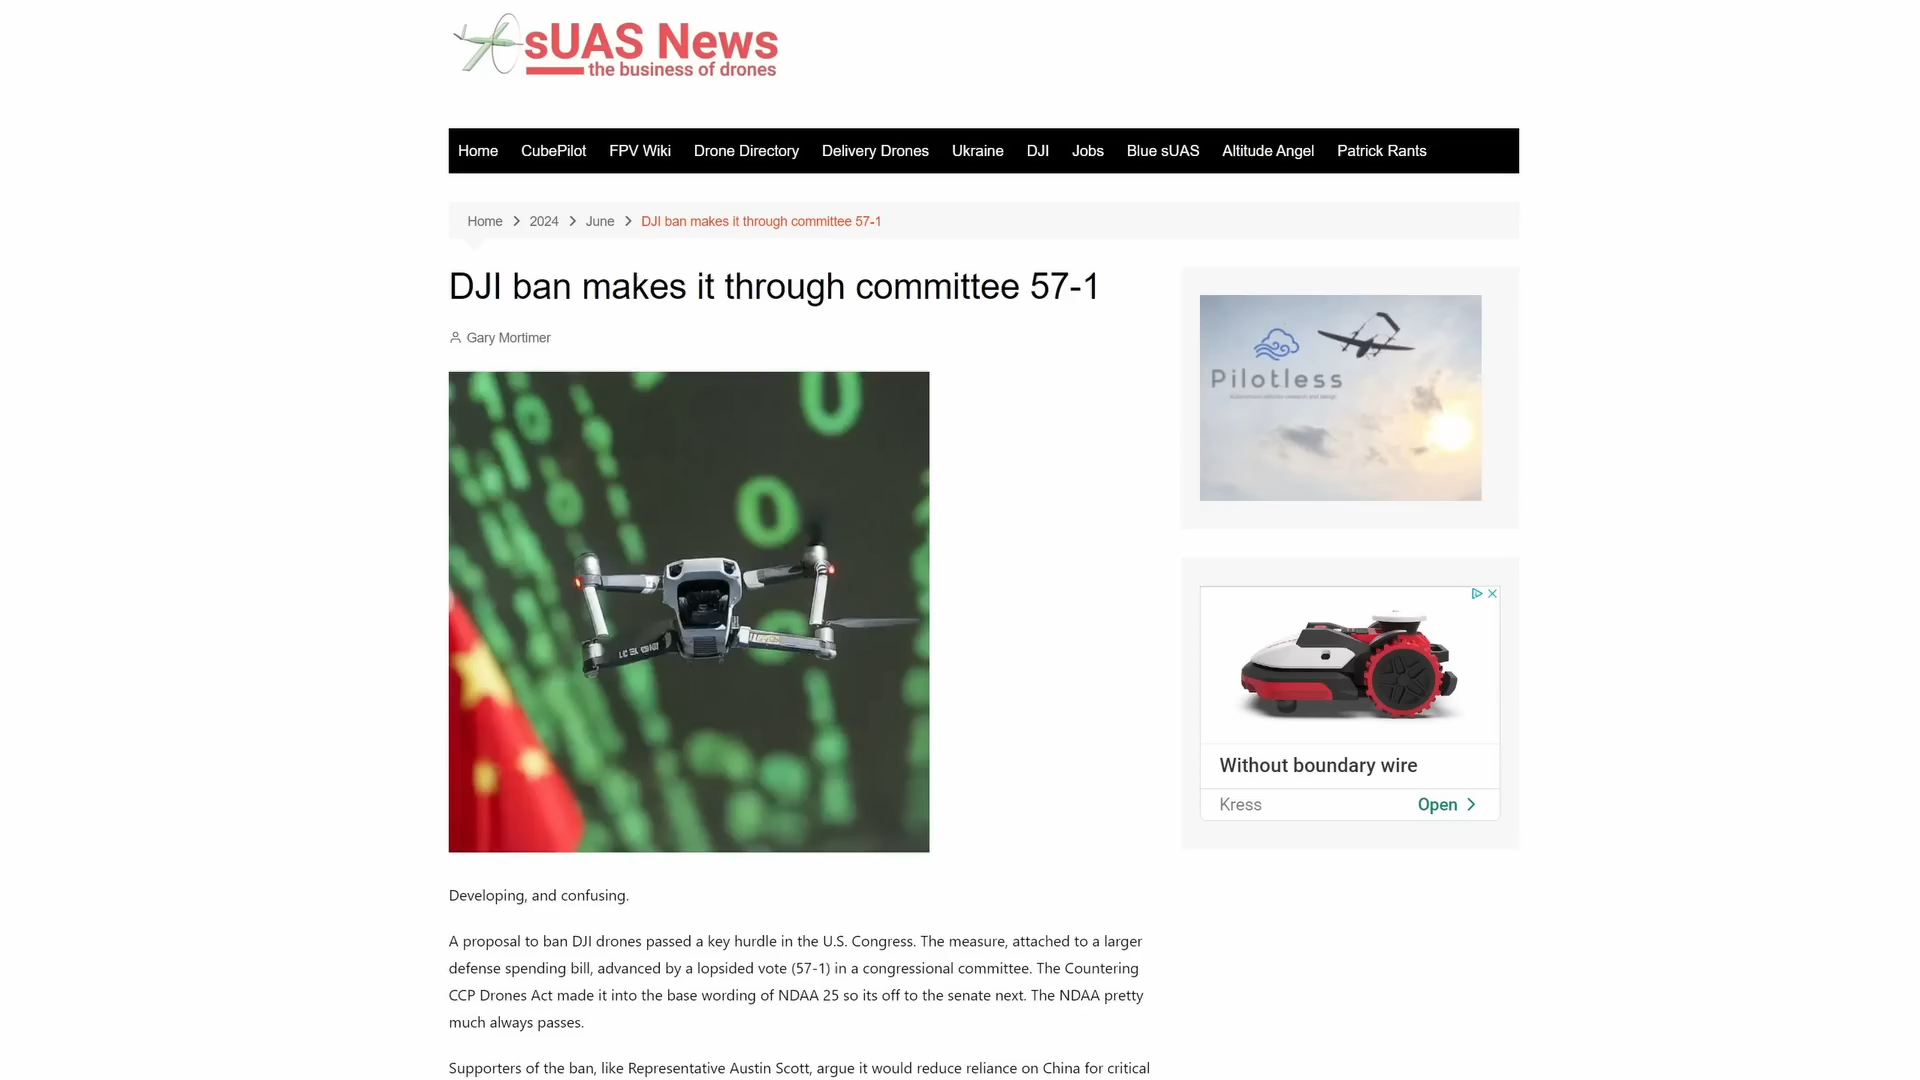 sUAS News
the business of drones
Home CubePilot FPV Wiki Drone Directory Delivery Drones Ukraine DJI Jobs Blue sUAS Altitude Angel Patrick Rants
Home > 2024 > June > DJI ban makes it through committee 57-1
DJI ban makes it through committee 57-1
Gary Mortimer
Pilotless
Developing, and confusing.
A proposal to ban DJI drones passed a key hurdle in the U.S. Congress. The measure, attached to a larger
defense spending bill, advanced by a lopsided vote (57-1) in a congressional committee. The Countering
CCP Drones Act made it into the base wording of NDAA 25 so its off to the senate next. The NDAA pretty
much always passes.
Supporters of the ban, like Representative Austin Scott, argue it would reduce reliance on China for critical
Without boundary wire
Kress
Open >